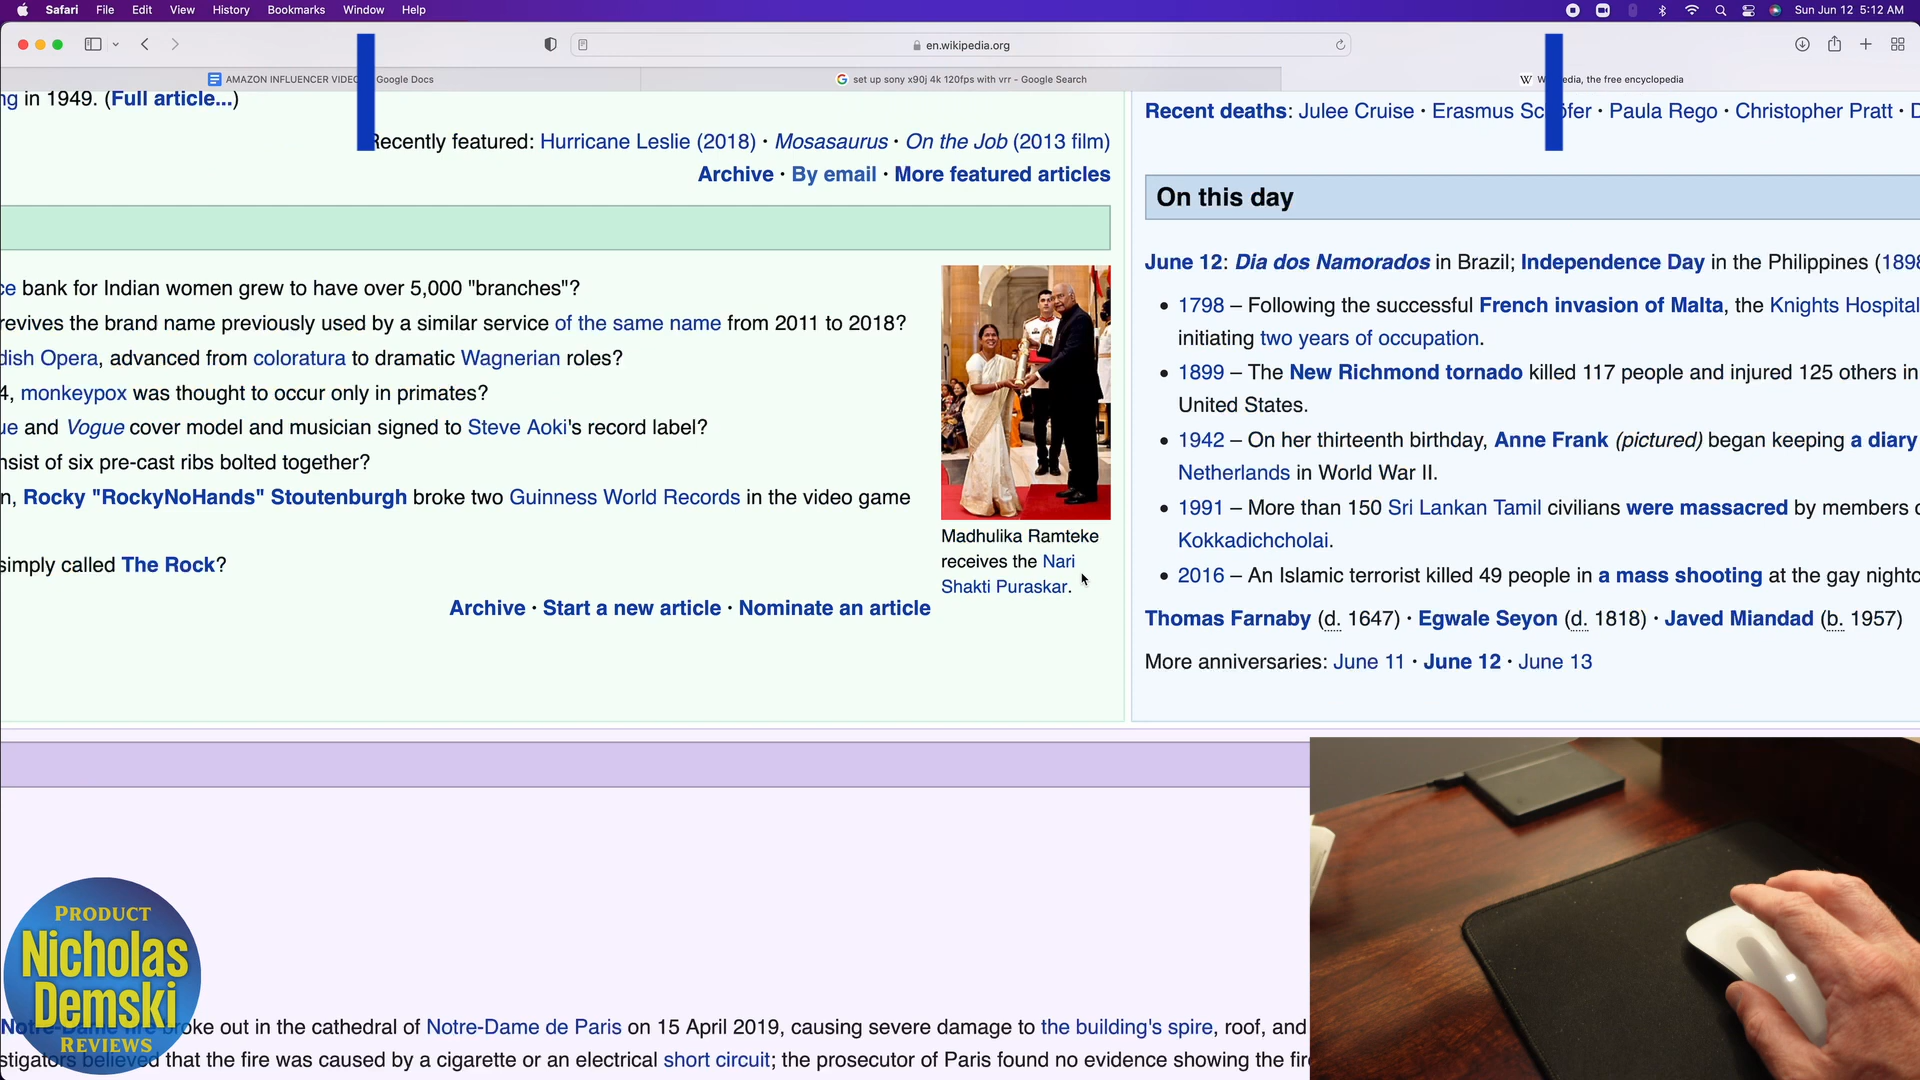 Safari File Edit View History Bookmarks Window Help
Sun Jun 12 5:12 AM
en.wikipedia.org
AMAZON INFLUENCER VIDEO Google Docs
set up sony x90j 4k 120fps with vrr - Google Search
edia, the free encyclopedia
ng in 1949. (Full article...)
Recently featured: Hurricane Leslie (2018) · Mosasaurus · On the Job (2013 film)
Archive · By email · More featured articles
ce bank for Indian women grew to have over 5,000 "branches"?
revives the brand name previously used by a similar service of the same name from 2011 to 2018?
dish Opera, advanced from coloratura to dramatic Wagnerian roles?
4, monkeypox was thought to occur only in primates?
ue and Vogue cover model and musician signed to Steve Aoki's record label?
nsist of six pre-cast ribs bolted together?
n, Rocky "RockyNoHands" Stoutenburgh broke two Guinness World Records in the video game
simply called The Rock?
Madhulika Ramteke
receives the Nari
Shakti Puraskar.
Archive · Start a new article · Nominate an article
Recent deaths: Julee Cruise · Erasmus Schöfer · Paula Rego · Christopher Pratt · D
On this day
June 12: Dia dos Namorados in Brazil; Independence Day in the Philippines (1898
1798 – Following the successful French invasion of Malta, the Knights Hospital
initiating two years of occupation.
1899 – The New Richmond tornado killed 117 people and injured 125 others in
United States.
1942 – On her thirteenth birthday, Anne Frank (pictured) began keeping a diary
Netherlands in World War II.
1991 – More than 150 Sri Lankan Tamil civilians were massacred by members o
Kokkadichcholai.
2016 – An Islamic terrorist killed 49 people in a mass shooting at the gay nightc
Thomas Farnaby (d. 1647) · Egwale Seyon (d. 1818) · Javed Miandad (b. 1957)
More anniversaries: June 11 · June 12 · June 13
Notre-Dame fire broke out in the cathedral of Notre-Dame de Paris on 15 April 2019, causing severe damage to the building's spire, roof, and
stigators believed that the fire was caused by a cigarette or an electrical short circuit; the prosecutor of Paris found no evidence showing the fire
PRODUCT
Nicholas
Demski
REVIEWS